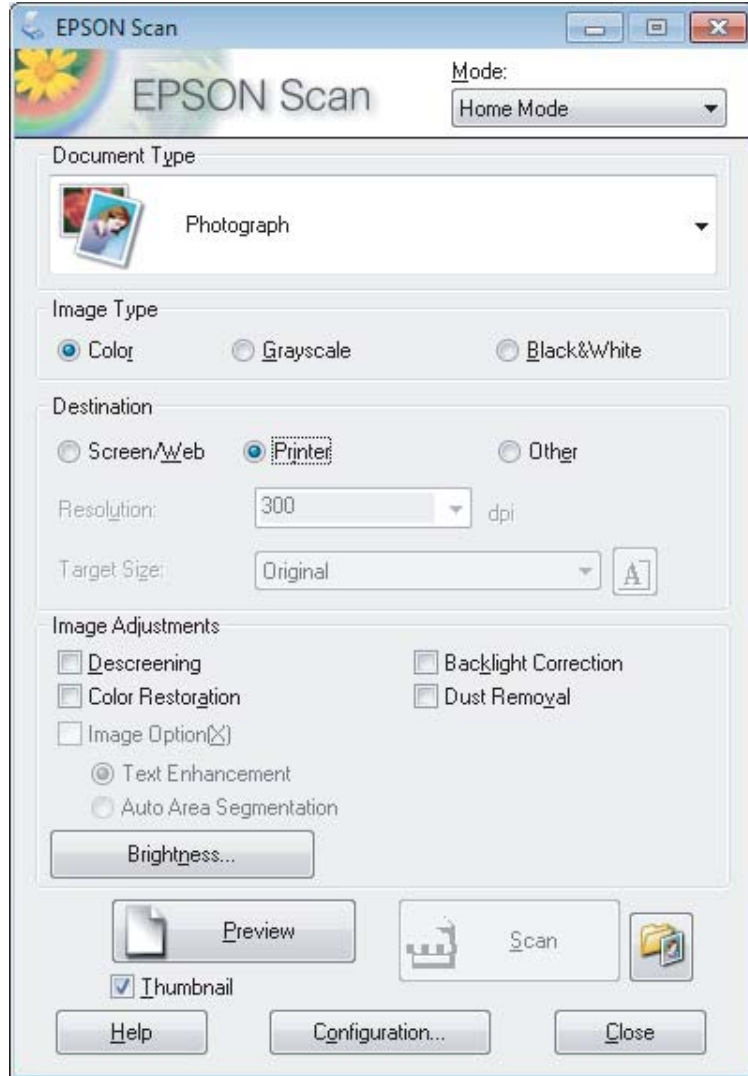 EPSON Scan
EPSON Scan
Mode:
Home Mode
Document Type
Photograph
Image Type
Color
Grayscale
Black&White
Destination
Screen/Web
Printer
Other
Resolution:
300
dpi
Target Size:
Original
A
Image Adjustments
Descreening
Backlight Correction
Color Restoration
Dust Removal
Image Option(X)
Text Enhancement
Auto Area Segmentation
Brightness...
Preview
Scan
Thumbnail
Help
Configuration...
Close